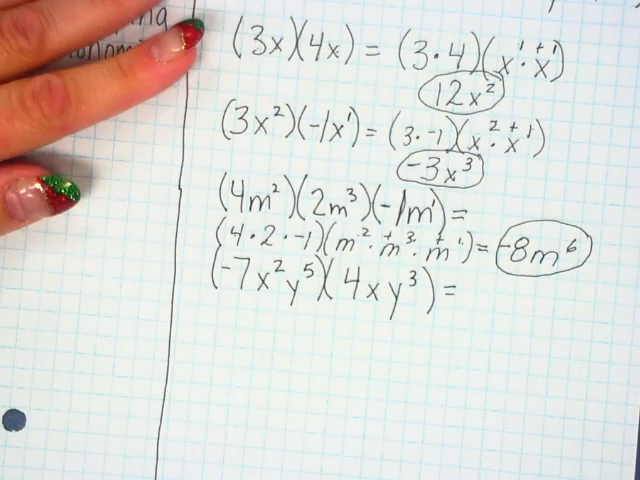 (3x)(4x) = (3·4)(x¹·⁺x¹)
12x²
(3x²)(-1x¹) = (3·-1)(x²·⁺x¹)
-3x³
(4m²)(2m³)(-1m¹) =
(4·2·-1)(m²·⁺m³·⁺m¹) = -8m⁶
(-7x²y⁵)(4xy³) =